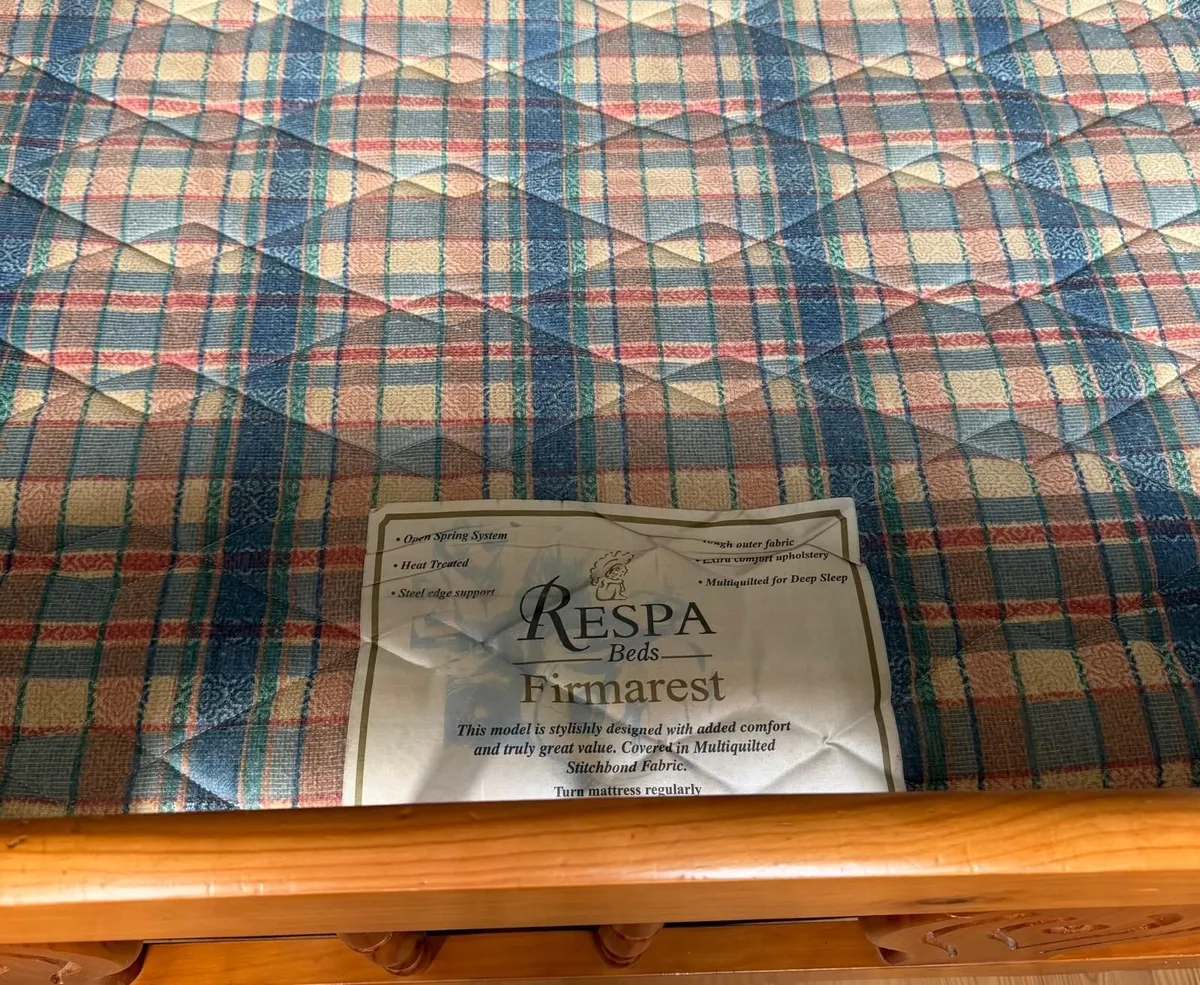 • Open Spring System
• Heat Treated
• Steel edge support
outer fabric
• Extra comfort upholstery
• Multiquilted for Deep Sleep
RESPA
Beds
Firmarest
This model is stylishly designed with added comfort
and truly great value. Covered in Multiquilted
Stitchbond Fabric.
Turn mattress regularly